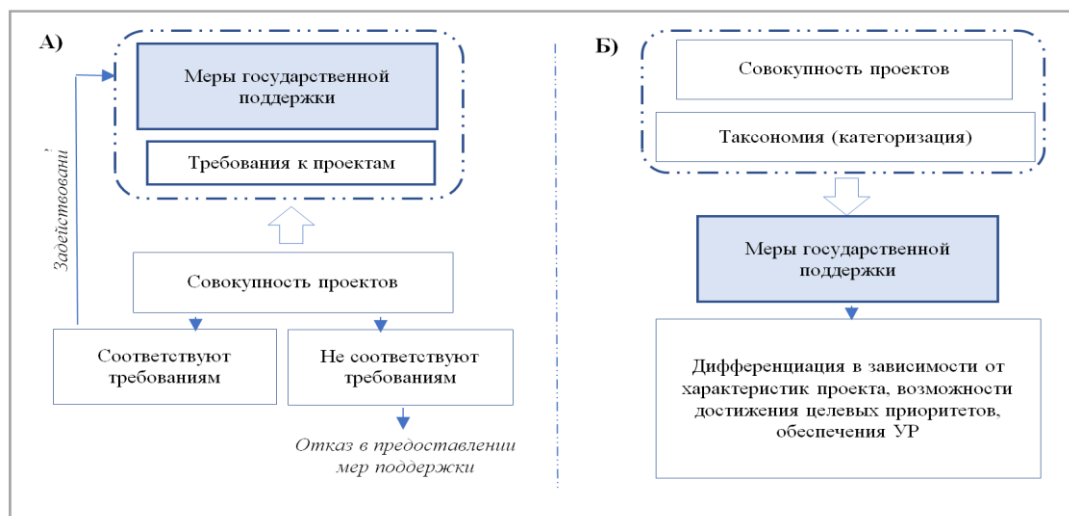 А)
Меры государственной
поддержки
Требования к проектам
Задействовани
Совокупность проектов
Соответствуют
требованиям
Не соответствуют
требованиям
Отказ в предоставлении
мер поддержки
Б)
Совокупность проектов
Таксономия (категоризация)
Меры государственной
поддержки
Дифференциация в зависимости от
характеристик проекта, возможности
достижения целевых приоритетов,
обеспечения УР